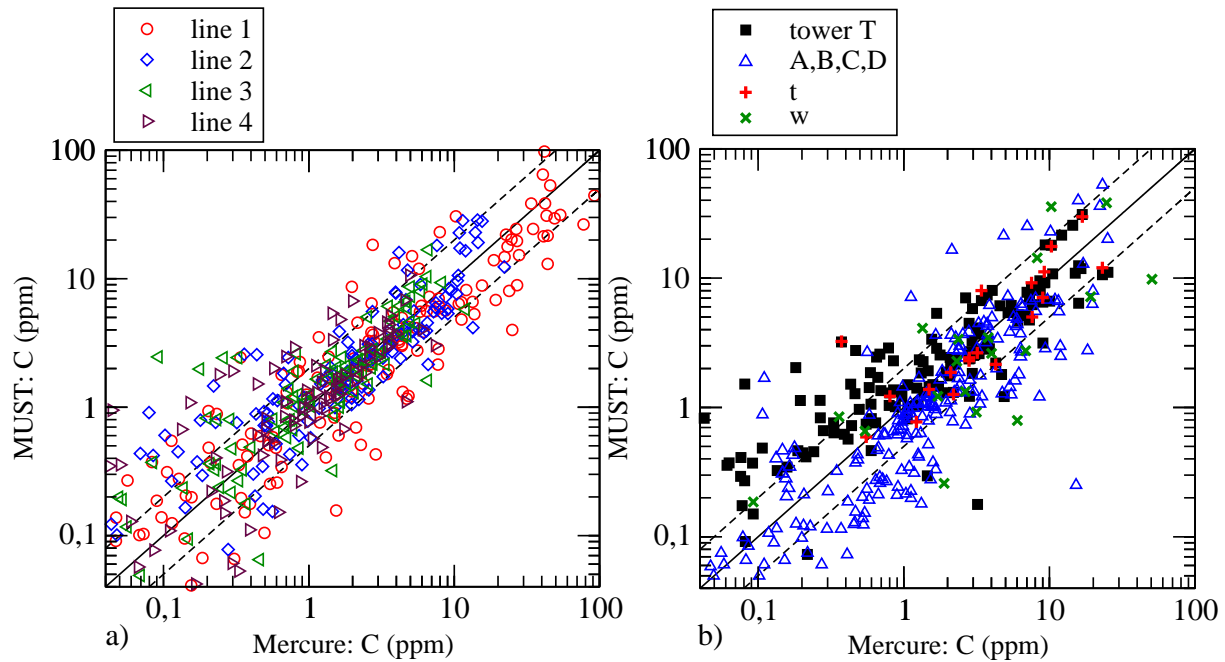 line 1
line 2
line 3
line 4
100
10
1
0,1
MUST: C (ppm)
0,1 1 10 100
Mercure: C (ppm)
a)
tower T
A,B,C,D
t
w
100
10
1
0,1
MUST: C (ppm)
0,1 1 10 100
Mercure: C (ppm)
b)